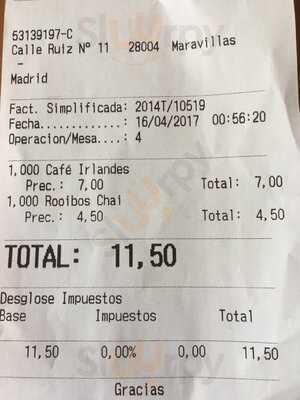 53139197-C
Calle Ruiz Nº 11 28004 Maravillas
-
Madrid
Fact. Simplificada: 2014T/10519
Fecha.............: 16/04/2017 00:56:20
Operacion/Mesa....: 4
1,000 Café Irlandes
Prec.: 7,00 Total: 7,00
1,000 Rooibos Chai
Prec.: 4,50 Total: 4,50
TOTAL: 11,50
Desglose Impuestos
Base Impuestos Total
11,50 0,00% 0,00 11,50
Gracias
Sluurpy
Sluurpy
Sluurpy